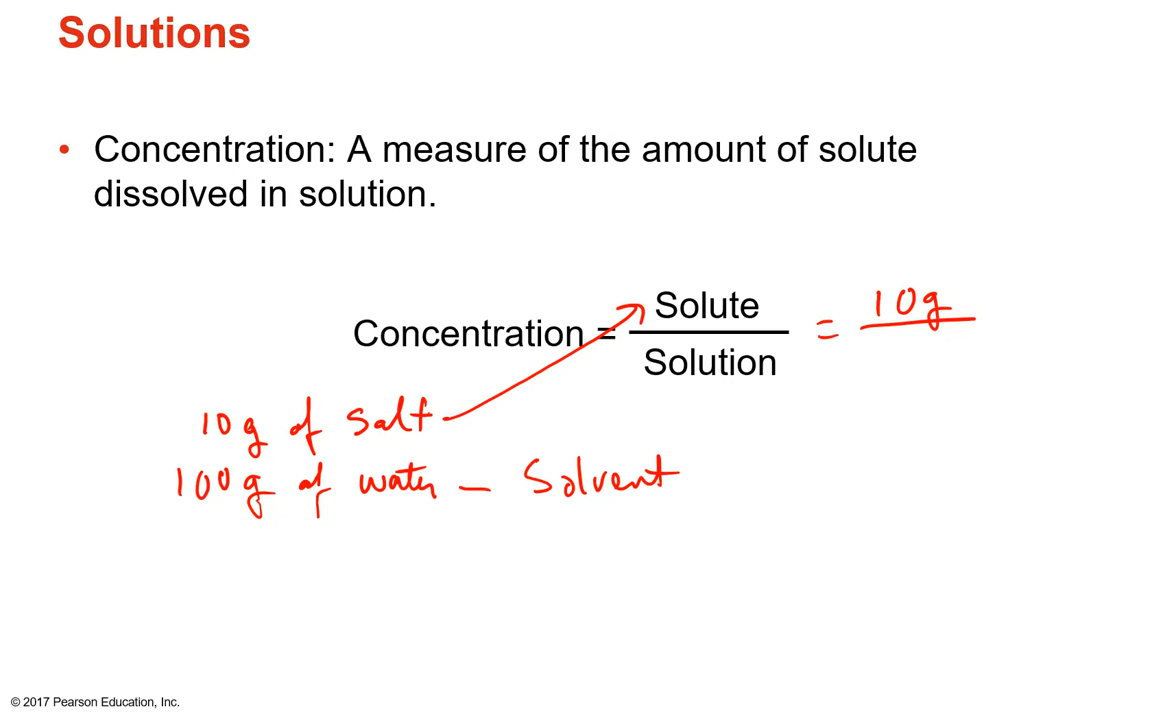 Solutions
• Concentration: A measure of the amount of solute
dissolved in solution.
Concentration = Solute / Solution = 10g
10g of salt
100g of water – Solvent
© 2017 Pearson Education, Inc.